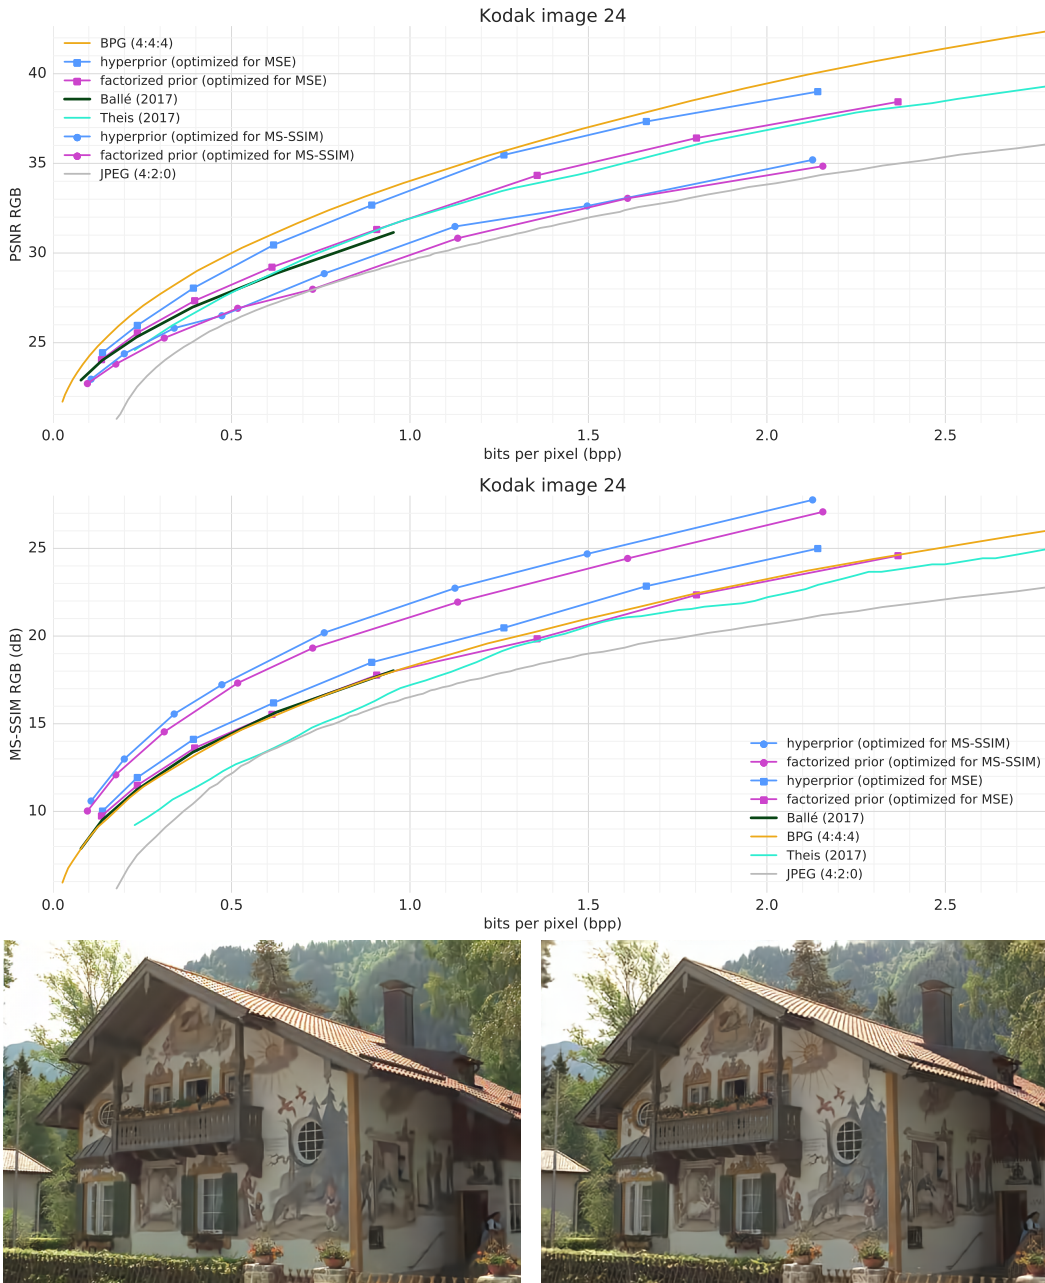 Kodak image 24
BPG (4:4:4)
hyperprior (optimized for MSE)
factorized prior (optimized for MSE)
Ballé (2017)
Theis (2017)
hyperprior (optimized for MS-SSIM)
factorized prior (optimized for MS-SSIM)
JPEG (4:2:0)
PSNR RGB
40
35
30
25
0.0 0.5 1.0 1.5 2.0 2.5
bits per pixel (bpp)
Kodak image 24
MS-SSIM RGB (dB)
25
20
15
10
hyperprior (optimized for MS-SSIM)
factorized prior (optimized for MS-SSIM)
hyperprior (optimized for MSE)
factorized prior (optimized for MSE)
Ballé (2017)
BPG (4:4:4)
Theis (2017)
JPEG (4:2:0)
0.0 0.5 1.0 1.5 2.0 2.5
bits per pixel (bpp)